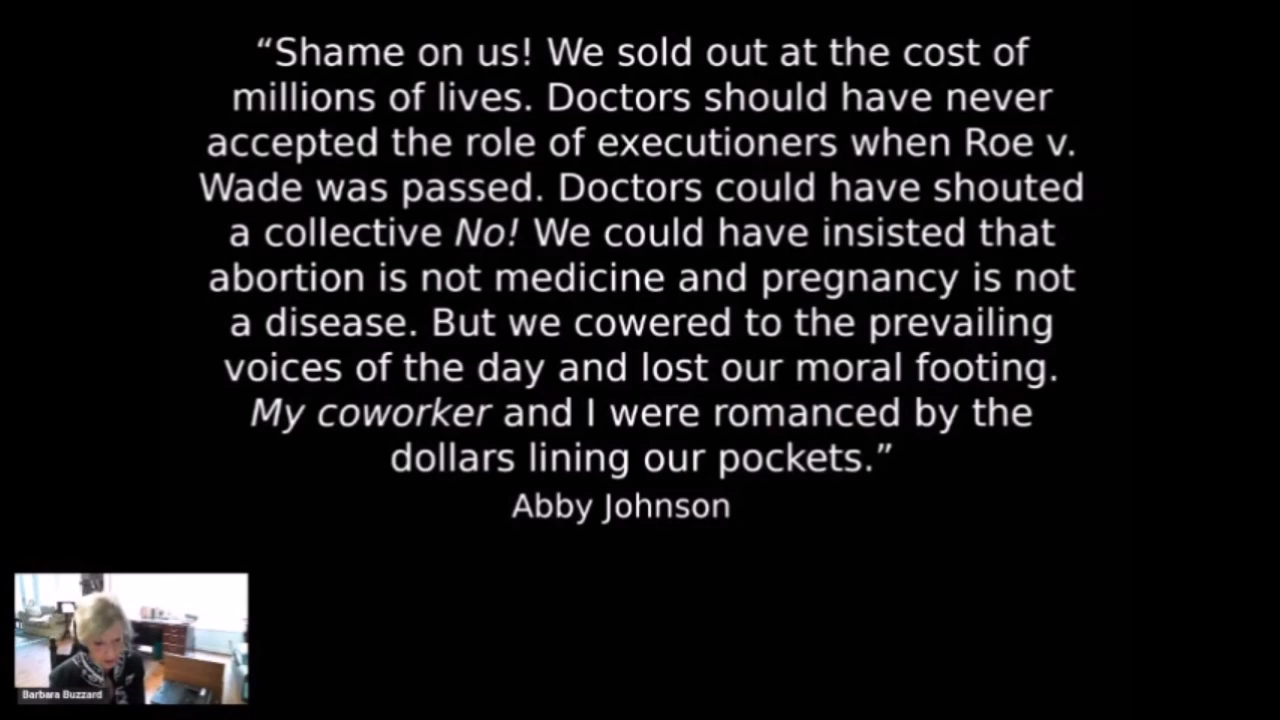 “Shame on us! We sold out at the cost of
millions of lives. Doctors should have never
accepted the role of executioners when Roe v.
Wade was passed. Doctors could have shouted
a collective No! We could have insisted that
abortion is not medicine and pregnancy is not
a disease. But we cowered to the prevailing
voices of the day and lost our moral footing.
My coworker and I were romanced by the
dollars lining our pockets.”
Abby Johnson
Barbara Buzzard